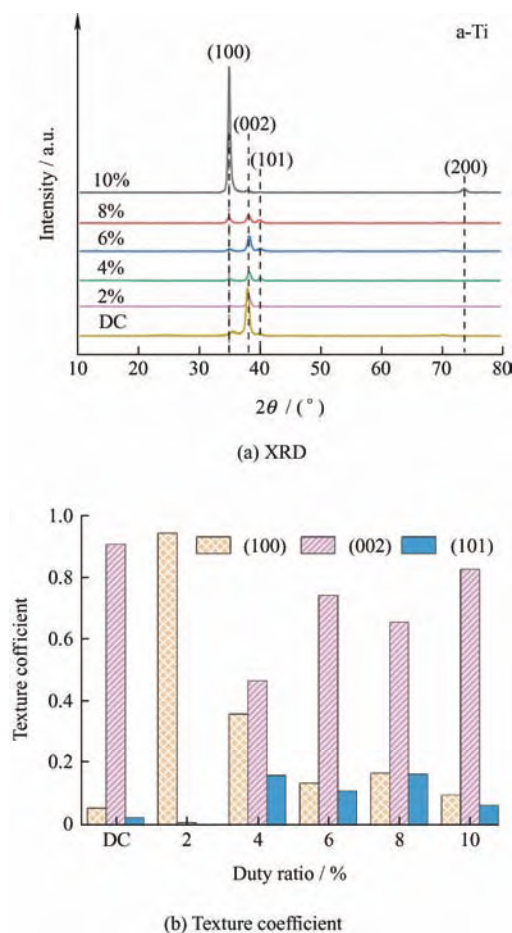 a-Ti
(100)
(002)
(101)
(200)
Intensity / a.u.
10%
8%
6%
4%
2%
DC
10 20 30 40 50 60 70 80
2θ / (°)
(a) XRD
1.0
0.8
0.6
0.4
0.2
0
(100) (002) (101)
Texture cofficient
DC 2 4 6 8 10
Duty ratio / %
(b) Texture coefficient